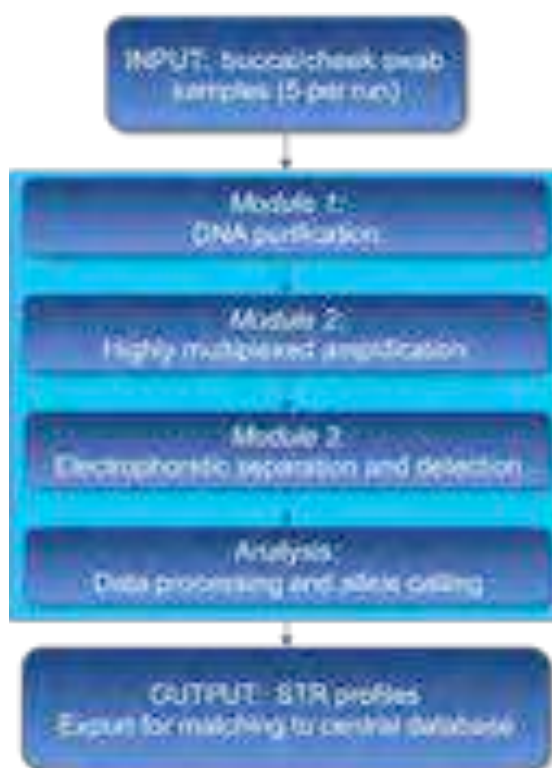 INPUT: buccal/cheek swab
samples (5 per run)
Module 1:
DNA purification
Module 2:
Highly multiplexed amplification
Module 3:
Electrophoretic separation and detection
Analysis:
Data processing and allele calling
OUTPUT: STR profiles
Export for matching to central database